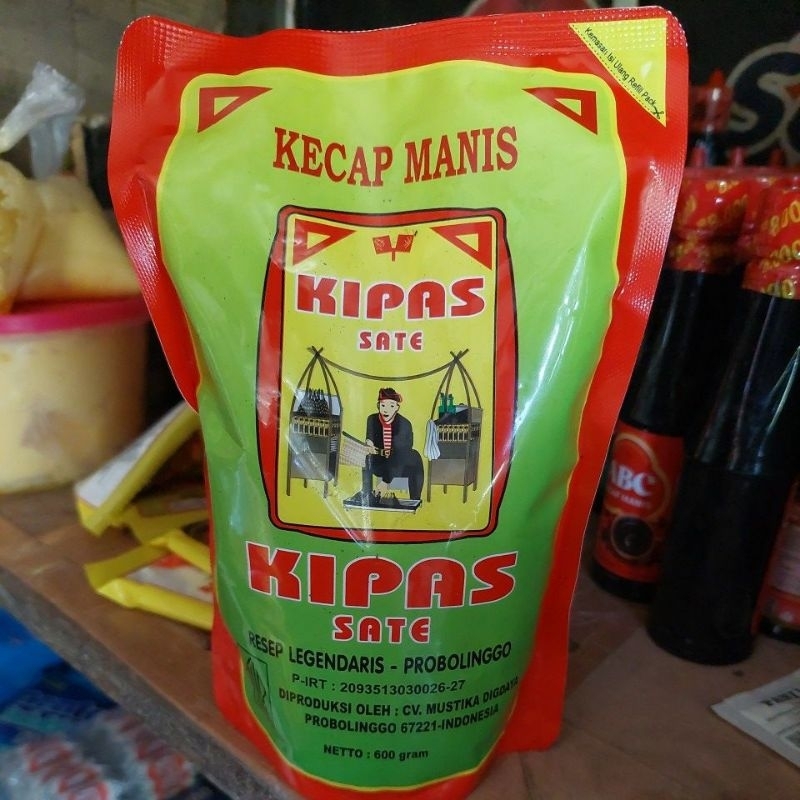 Kemasan Isi Ulang Refill Pack
KECAP MANIS
KIPAS
SATE
KIPAS
SATE
RESEP LEGENDARIS - PROBOLINGGO
P-IRT : 2093513030026-27
DIPRODUKSI OLEH : CV. MUSTIKA DIGDAYA
PROBOLINGGO 67221-INDONESIA
NETTO : 600 gram
ABC